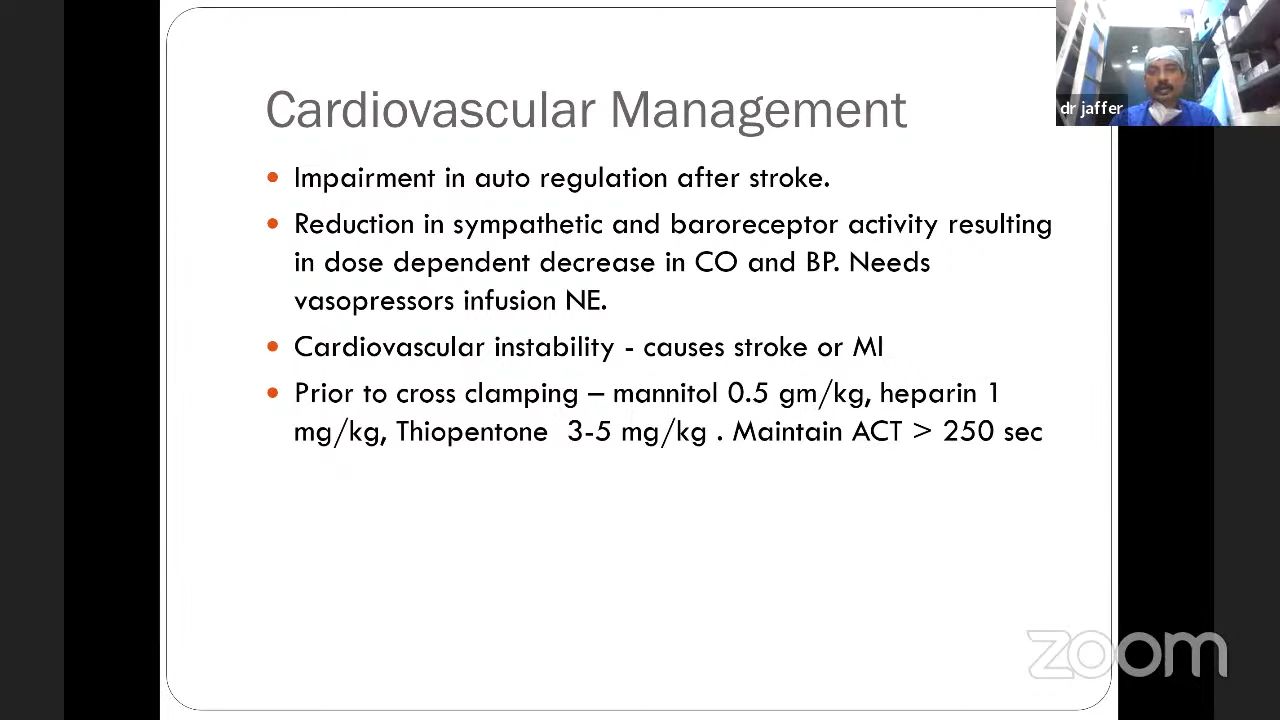 Cardiovascular Management
• Impairment in auto regulation after stroke.
• Reduction in sympathetic and baroreceptor activity resulting
in dose dependent decrease in CO and BP. Needs
vasopressors infusion NE.
• Cardiovascular instability - causes stroke or MI
• Prior to cross clamping – mannitol 0.5 gm/kg, heparin 1
mg/kg, Thiopentone  3-5 mg/kg . Maintain ACT > 250 sec
dr jaffer
zoom